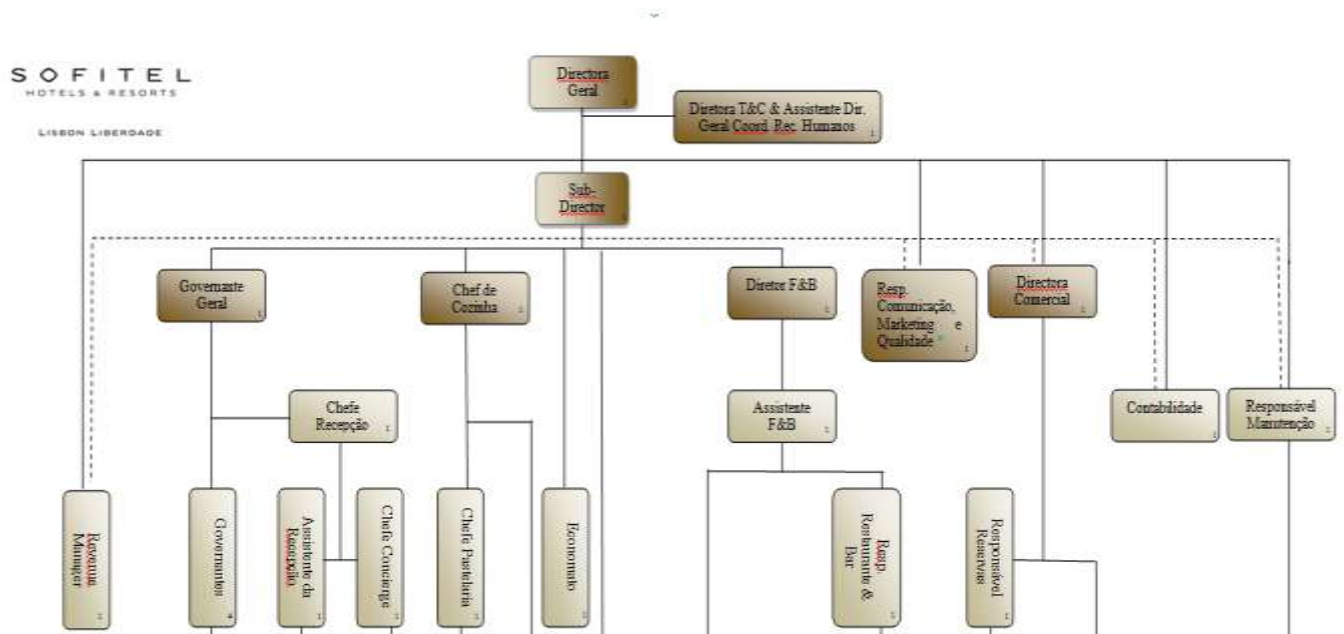 SOFITEL
HOTELS & RESORTS
LISBON LIBERDADE
Directora
Geral
Diretora T&C & Assistente Dir.
Geral Coord. Rec. Humanos
Sub-
Director
Governante
Geral
Chef de
Cozinha
Diretor F&B
Resp.
Comunicação,
Marketing e
Qualidade
Directora
Comercial
Chefe
Recepção
Assistente
F&B
Contabilidade
Responsável
Manutenção
Revenue
Manager
Governantes
4
Assistente da
Recepção
Chefe Concierge
Chefe Pastelaria
Economato
Resp.
Restaurante &
Bar
Responsável
Reservas